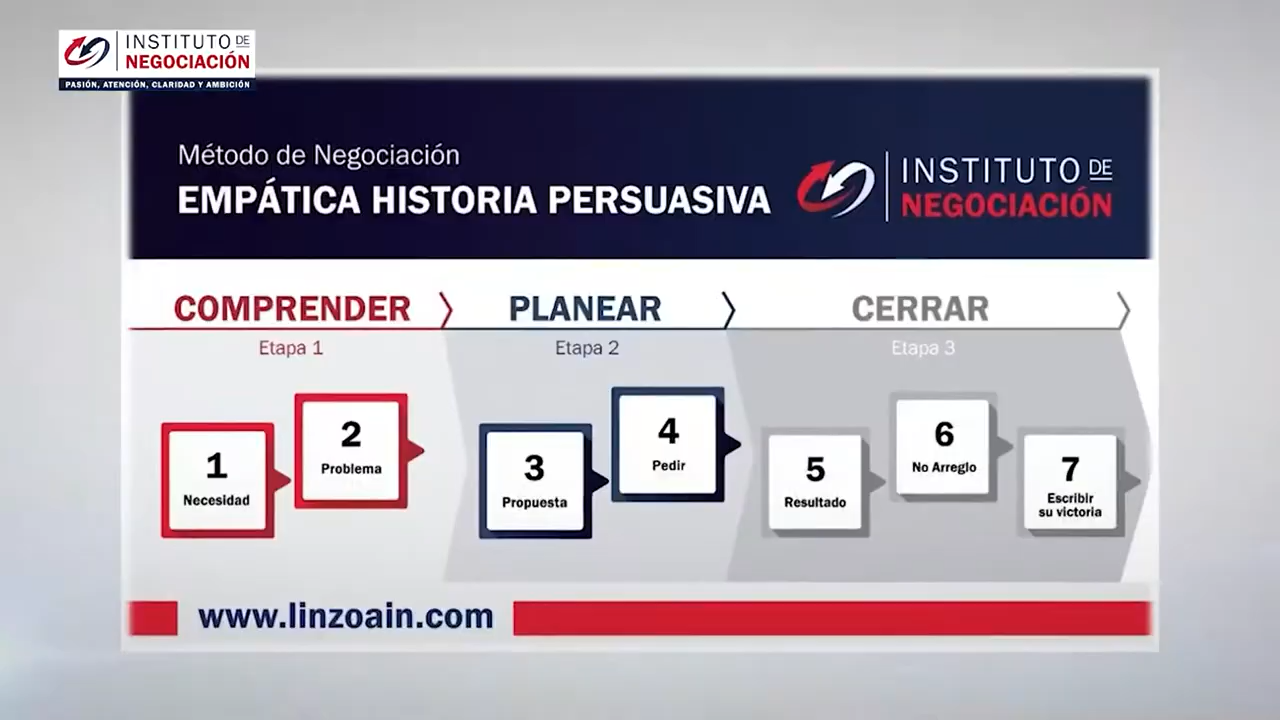 INSTITUTO DE
NEGOCIACIÓN
PASIÓN, ATENCIÓN, CLARIDAD Y AMBICIÓN
Método de Negociación
EMPÁTICA HISTORIA PERSUASIVA
INSTITUTO DE
NEGOCIACIÓN
COMPRENDER
PLANEAR
CERRAR
Etapa 1
Etapa 2
Etapa 3
1
Necesidad
2
Problema
3
Propuesta
4
Pedir
5
Resultado
6
No Arreglo
7
Escribir
su victoria
www.linzoain.com